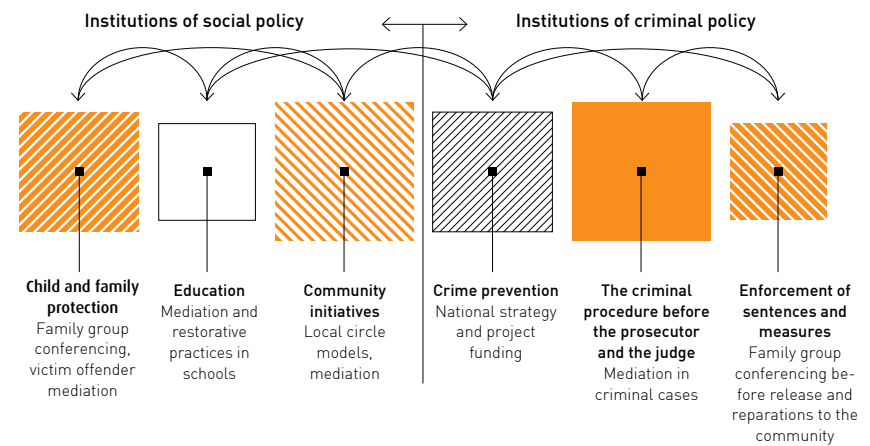 Institutions of social policy
Institutions of criminal policy
Child and family
protection
Family group
conferencing,
victim offender
mediation
Education
Mediation and
restorative
practices in
schools
Community
initiatives
Local circle
models,
mediation
Crime prevention
National strategy
and project
funding
The criminal
procedure before
the prosecutor
and the judge
Mediation in
criminal cases
Enforcement of
sentences and
measures
Family group
conferencing be-
fore release and
reparations to the
community